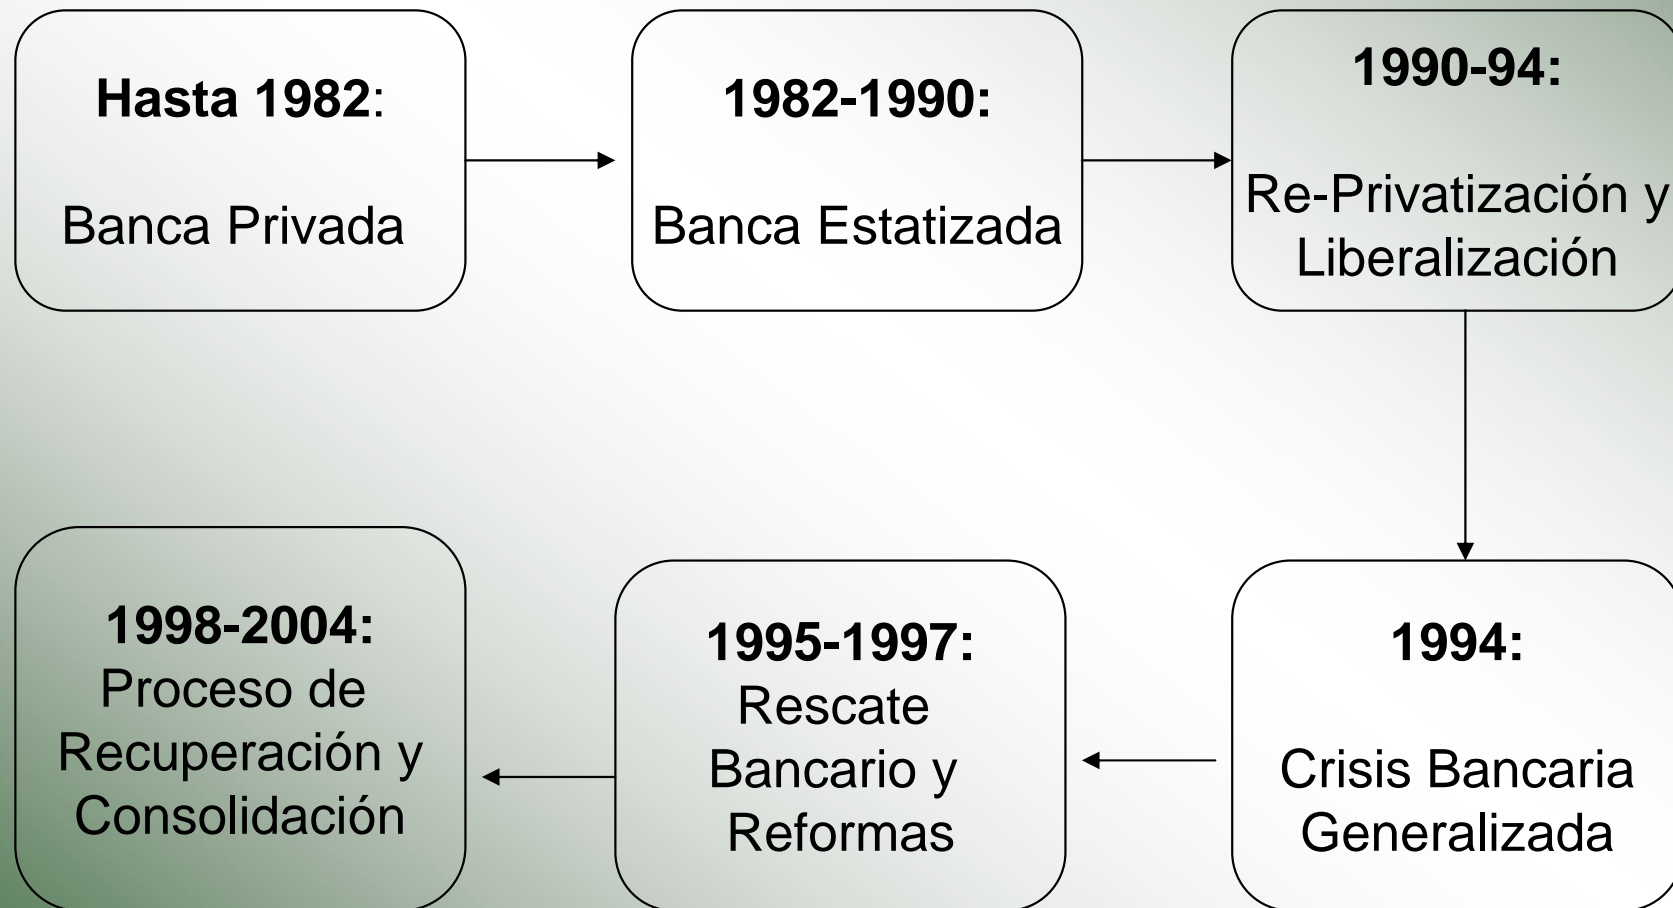 Hasta 1982:
Banca Privada
1982-1990:
Banca Estatizada
1990-94:
Re-Privatización y
Liberalización
1994:
Crisis Bancaria
Generalizada
1995-1997:
Rescate
Bancario y
Reformas
1998-2004:
Proceso de
Recuperación y
Consolidación